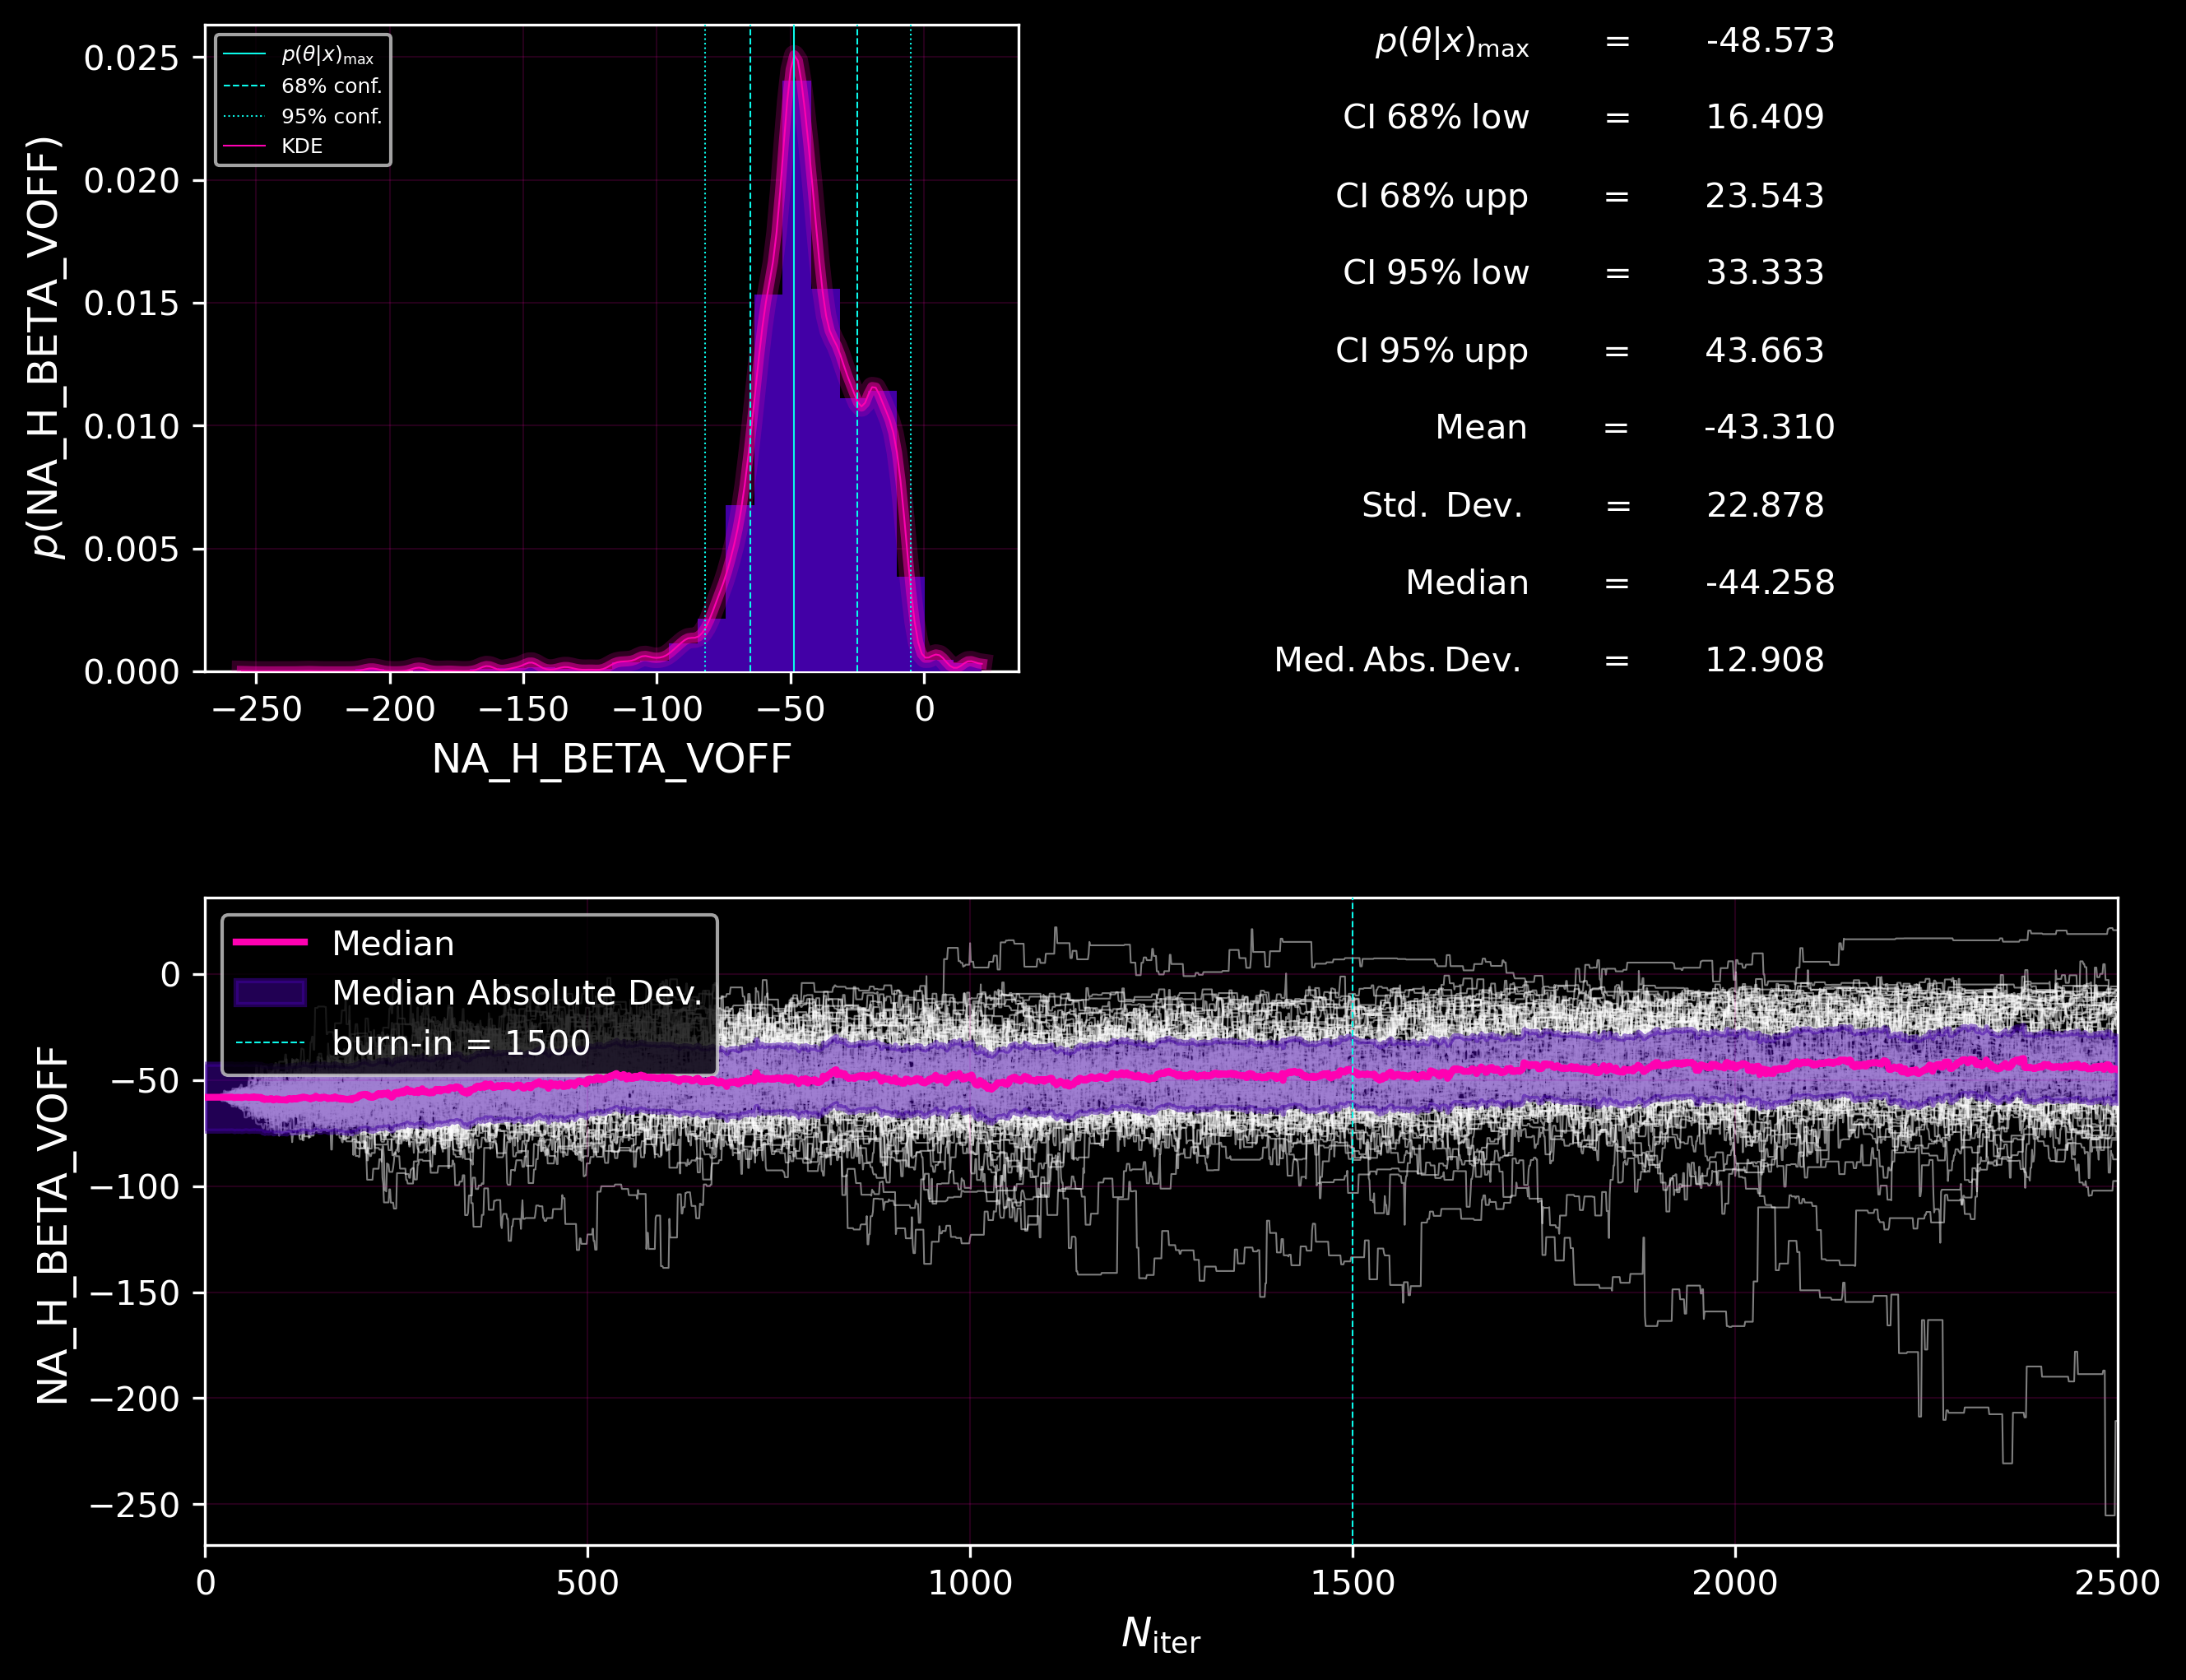 p(θ|x)max
68% conf.
95% conf.
KDE
p(NA_H_BETA_VOFF)
0.025
0.020
0.015
0.010
0.005
0.000
−250 −200 −150 −100 −50 0
NA_H_BETA_VOFF
p(θ|x)max = -48.573
CI 68% low = 16.409
CI 68% upp = 23.543
CI 95% low = 33.333
CI 95% upp = 43.663
Mean = -43.310
Std. Dev. = 22.878
Median = -44.258
Med. Abs. Dev. = 12.908
Median
Median Absolute Dev.
burn-in = 1500
NA_H_BETA_VOFF
0
−50
−100
−150
−200
−250
0 500 1000 1500 2000 2500
Niter